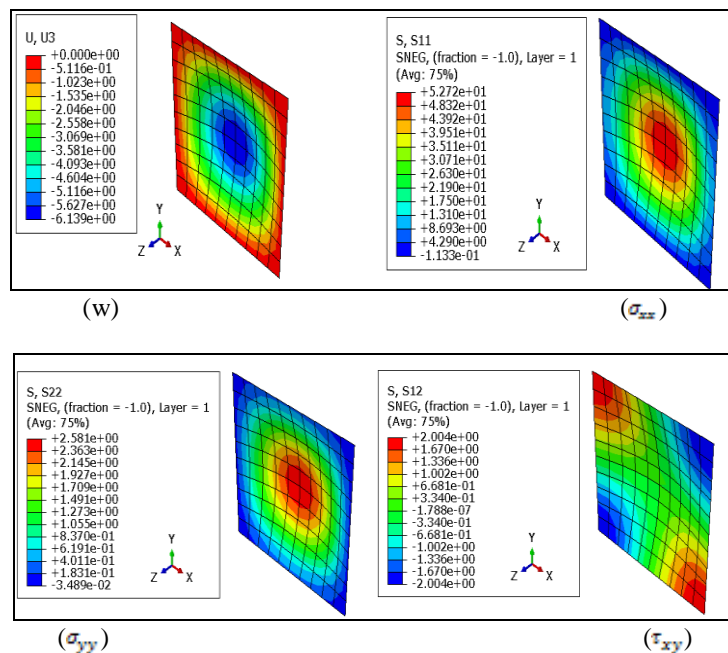 U, U3
+0.000e+00
-5.116e-01
-1.023e+00
-1.535e+00
-2.046e+00
-2.558e+00
-3.069e+00
-3.581e+00
-4.093e+00
-4.604e+00
-5.116e+00
-5.627e+00
-6.139e+00
Y
Z X
(w)
S, S11
SNEG, (fraction = -1.0), Layer = 1
(Avg: 75%)
+5.272e+01
+4.832e+01
+4.392e+01
+3.951e+01
+3.511e+01
+3.071e+01
+2.630e+01
+2.190e+01
+1.750e+01
+1.310e+01
+8.693e+00
+4.290e+00
-1.133e-01
Y
Z X
(σxx)
S, S22
SNEG, (fraction = -1.0), Layer = 1
(Avg: 75%)
+2.581e+00
+2.363e+00
+2.145e+00
+1.927e+00
+1.709e+00
+1.491e+00
+1.273e+00
+1.055e+00
+8.370e-01
+6.191e-01
+4.011e-01
+1.831e-01
-3.489e-02
Y
Z X
(σyy)
S, S12
SNEG, (fraction = -1.0), Layer = 1
(Avg: 75%)
+2.004e+00
+1.670e+00
+1.336e+00
+1.002e+00
+6.681e-01
+3.340e-01
-1.788e-07
-3.340e-01
-6.681e-01
-1.002e+00
-1.336e+00
-1.670e+00
-2.004e+00
Y
Z X
(τxy)